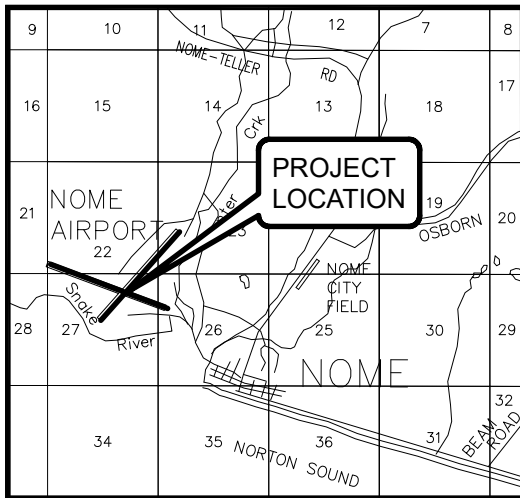 9 10 11 12 7 8
NOME-TELLER RD
17
16 15 14 13 18
Crk
PROJECT
LOCATION
NOME
AIRPORT
21 22 23 19 20
OSBORN
NOME
CITY
FIELD
Snake
River
28 27 26 25 30 29
NOME
32
34 35 36 31
BEAM
ROAD
NORTON SOUND